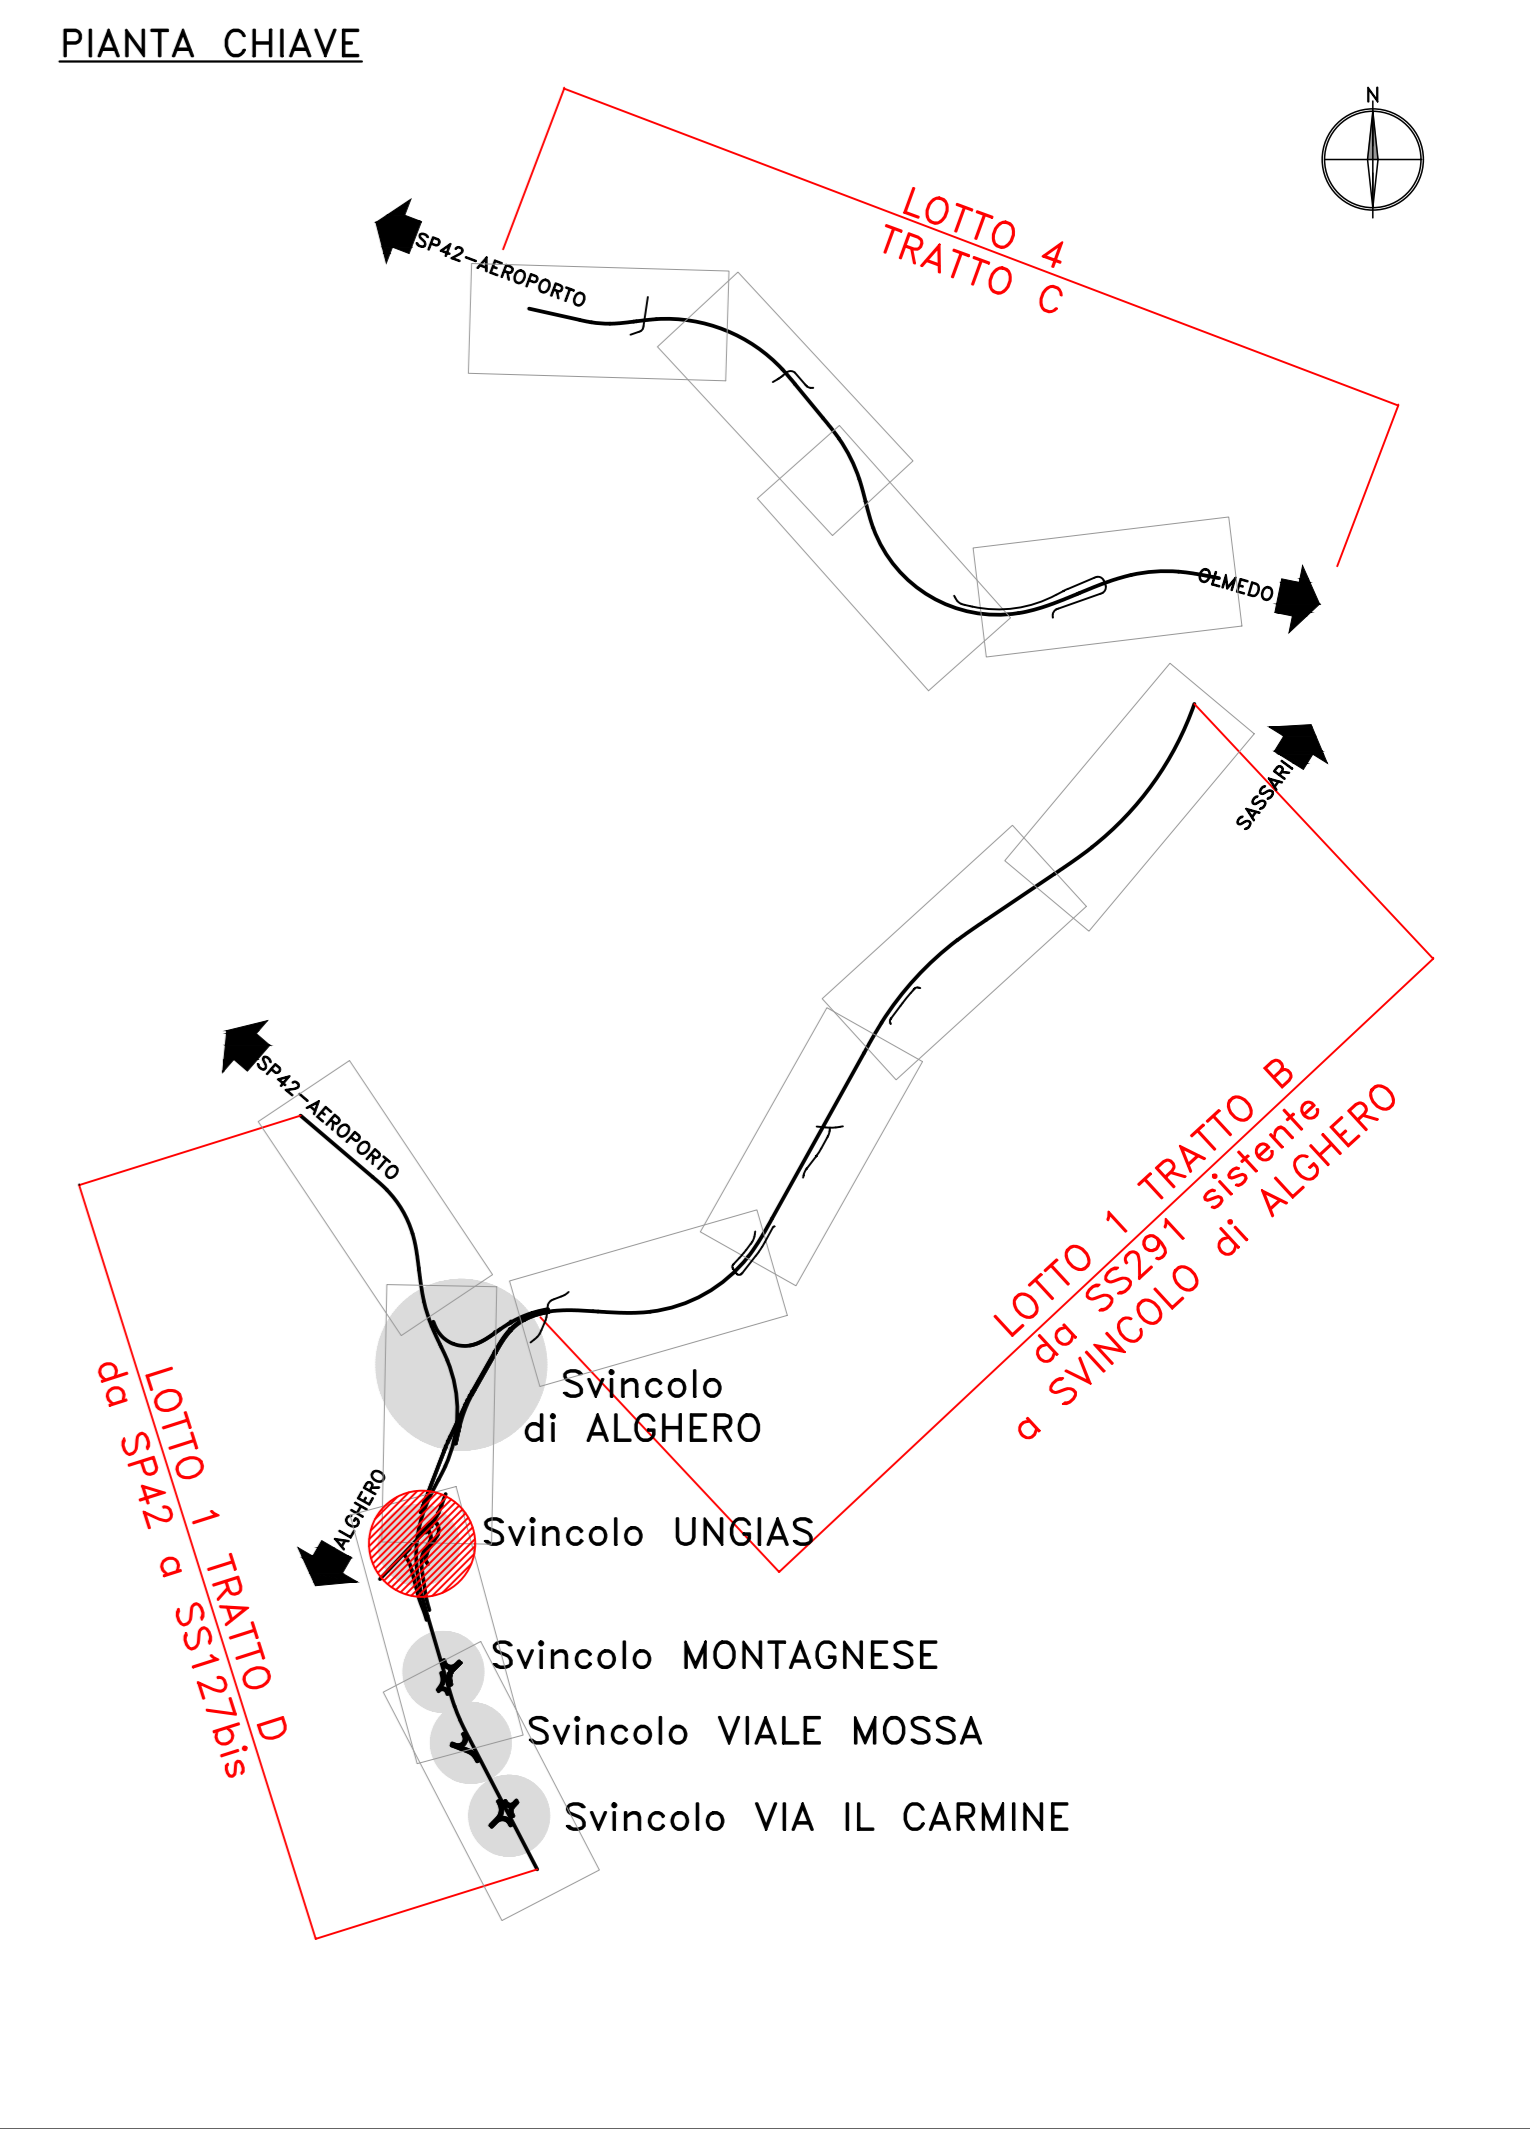 PIANTA CHIAVE
N
LOTTO 4
TRATTO C
SP42-AEROPORTO
OLMEDO
SASSARI
SP42-AEROPORTO
LOTTO 1 TRATTO B
da SS291 sistente
a SVINCOLO di ALGHERO
Svincolo
di ALGHERO
LOTTO 1 TRATTO D
da SP42 a SS127bis
ALGHERO
Svincolo UNGIAS
Svincolo MONTAGNESE
Svincolo VIALE MOSSA
Svincolo VIA IL CARMINE